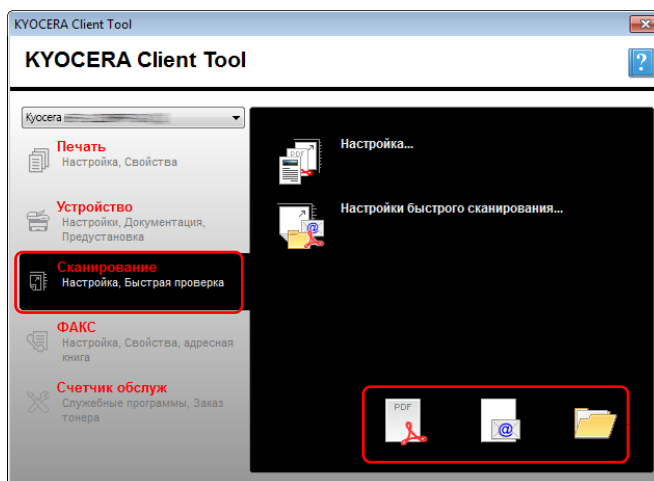 KYOCERA Client Tool
KYOCERA Client Tool
?
Kyocera
Печать
Настройка, Свойства
Устройство
Настройки, Документация,
Предустановка
Сканирование
Настройка, Быстрая проверка
ФАКС
Настройка, Свойства, адресная
книга
Счетчик обслуж
Служебные программы, Заказ
тонера
PDF
Настройка...
@
Настройки быстрого сканирования...
PDF
@